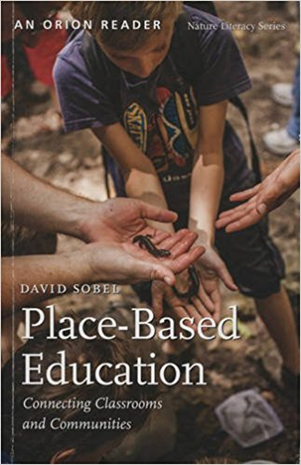 AN ORION READER
Nature Literacy Series
DAVID SOBEL
Place-Based
Education
Connecting Classrooms
and Communities